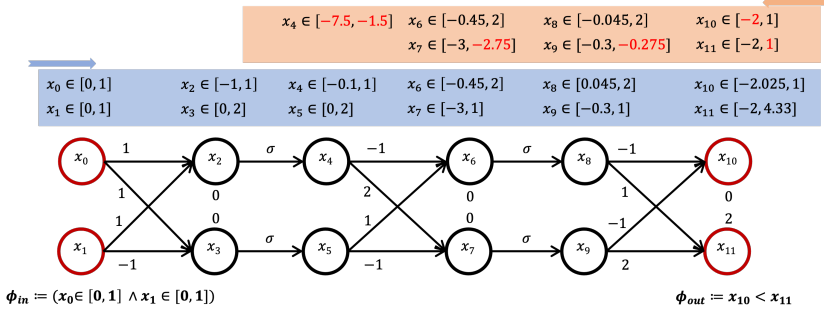 x₄ ∈ [−7.5, −1.5] x₆ ∈ [−0.45, 2] x₈ ∈ [−0.045, 2] x₁₀ ∈ [−2, 1]
x₇ ∈ [−3, −2.75] x₉ ∈ [−0.3, −0.275] x₁₁ ∈ [−2, 1]
x₀ ∈ [0, 1] x₂ ∈ [−1, 1] x₄ ∈ [−0.1, 1] x₆ ∈ [−0.45, 2] x₈ ∈ [0.045, 2] x₁₀ ∈ [−2.025, 1]
x₁ ∈ [0, 1] x₃ ∈ [0, 2] x₅ ∈ [0, 2] x₇ ∈ [−3, 1] x₉ ∈ [−0.3, 1] x₁₁ ∈ [−2, 4.33]
1 σ −1 σ −1
x₀ x₂ x₄ x₆ x₈ x₁₀
1 0 2 0 1 0
1 0 1 0 −1 2
σ σ
x₁ x₃ x₅ x₇ x₉ x₁₁
−1 −1 2
ϕᵢₙ ≔ (x₀∈ [0, 1] ∧ x₁ ∈ [0, 1]) ϕₒᵤₜ ≔ x₁₀ < x₁₁